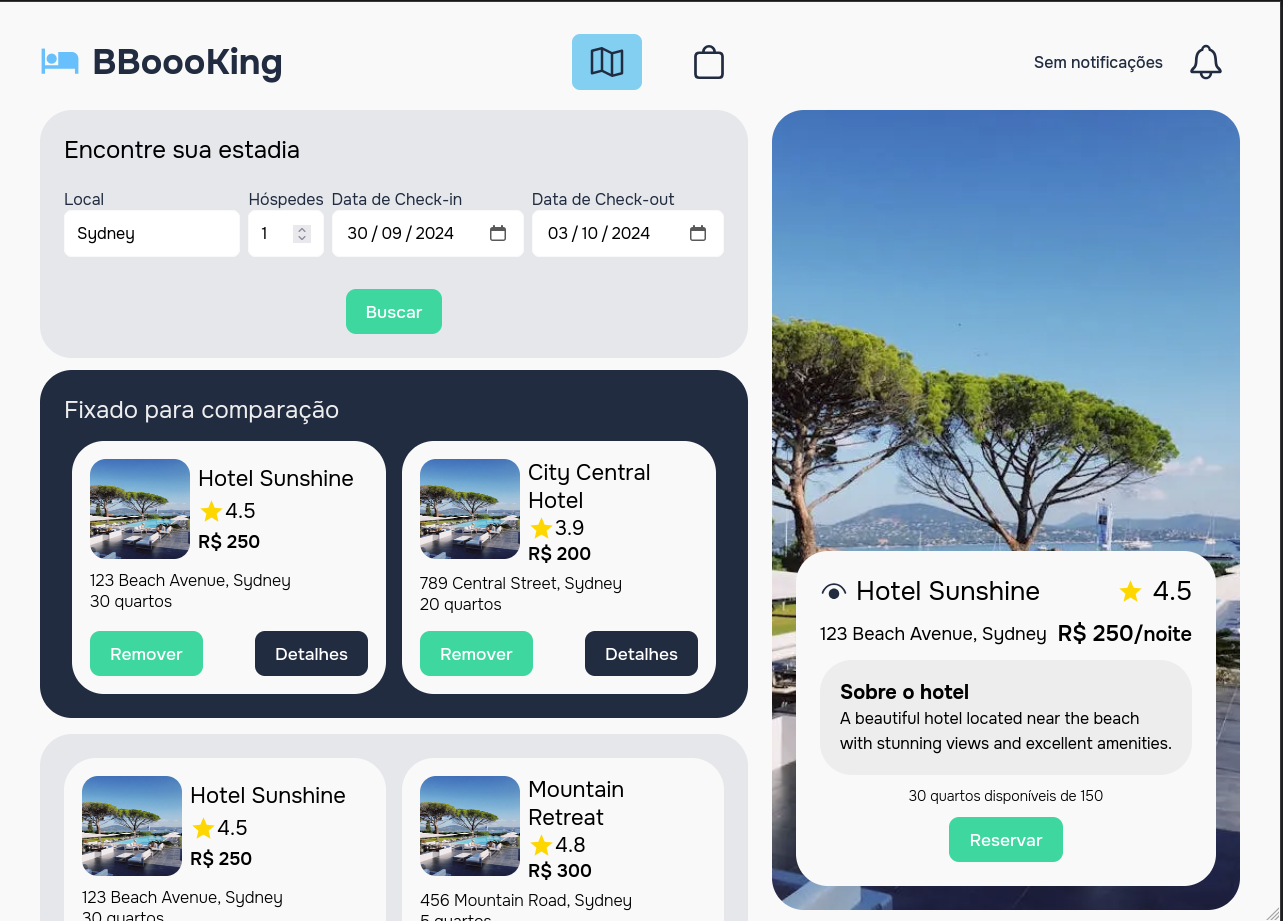 BBoooKing
Sem notificações
Encontre sua estadia
Local
Hóspedes
Data de Check-in
Data de Check-out
Sydney
1
30 / 09 / 2024
03 / 10 / 2024
Buscar
Fixado para comparação
Hotel Sunshine
4.5
R$ 250
123 Beach Avenue, Sydney
30 quartos
Remover
Detalhes
City Central
Hotel
3.9
R$ 200
789 Central Street, Sydney
20 quartos
Remover
Detalhes
Hotel Sunshine
4.5
R$ 250
123 Beach Avenue, Sydney
30 quartos
Mountain
Retreat
4.8
R$ 300
456 Mountain Road, Sydney
5 quartos
Hotel Sunshine
4.5
123 Beach Avenue, Sydney
R$ 250/noite
Sobre o hotel
A beautiful hotel located near the beach
with stunning views and excellent amenities.
30 quartos disponíveis de 150
Reservar